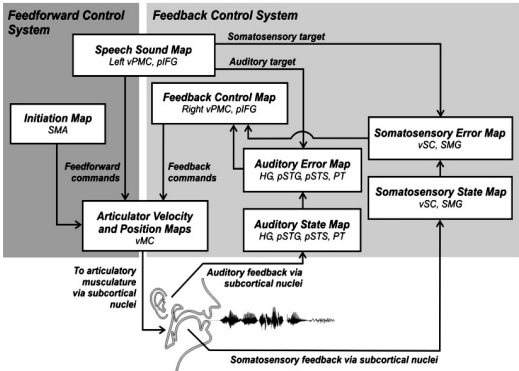 Feedforward Control
System
Feedback Control System
Speech Sound Map
Left vPMC, pIFG
Somatosensory target
Auditory target
Feedback Control Map
Right vPMC, pIFG
Initiation Map
SMA
Somatosensory Error Map
vSC, SMG
Feedforward
commands
Feedback
commands
Auditory Error Map
HG, pSTG, pSTS, PT
Somatosensory State Map
vSC, SMG
Articulator Velocity
and Position Maps
vMC
Auditory State Map
HG, pSTG, pSTS, PT
To articulatory
musculature
via subcortical
nuclei
Auditory feedback via
subcortical nuclei
Somatosensory feedback via subcortical nuclei